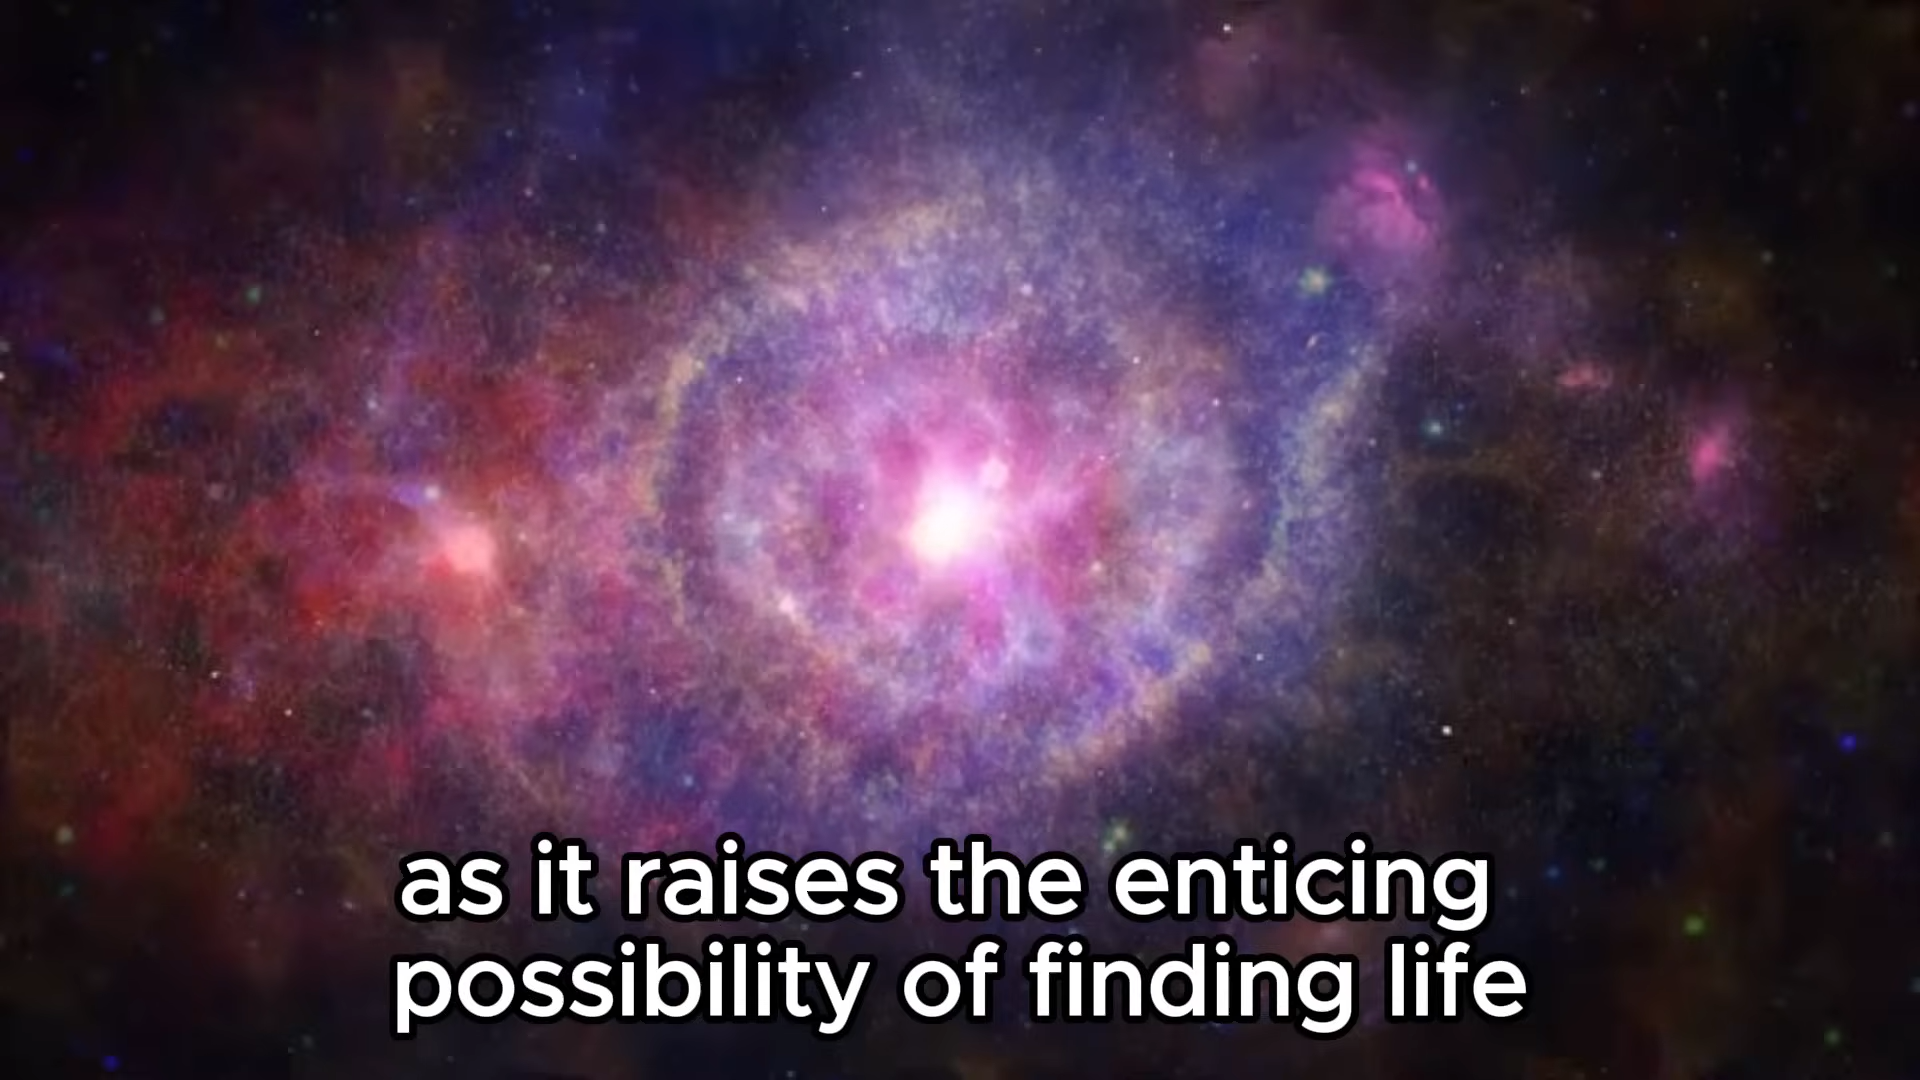 as it raises the enticing
possibility of finding life